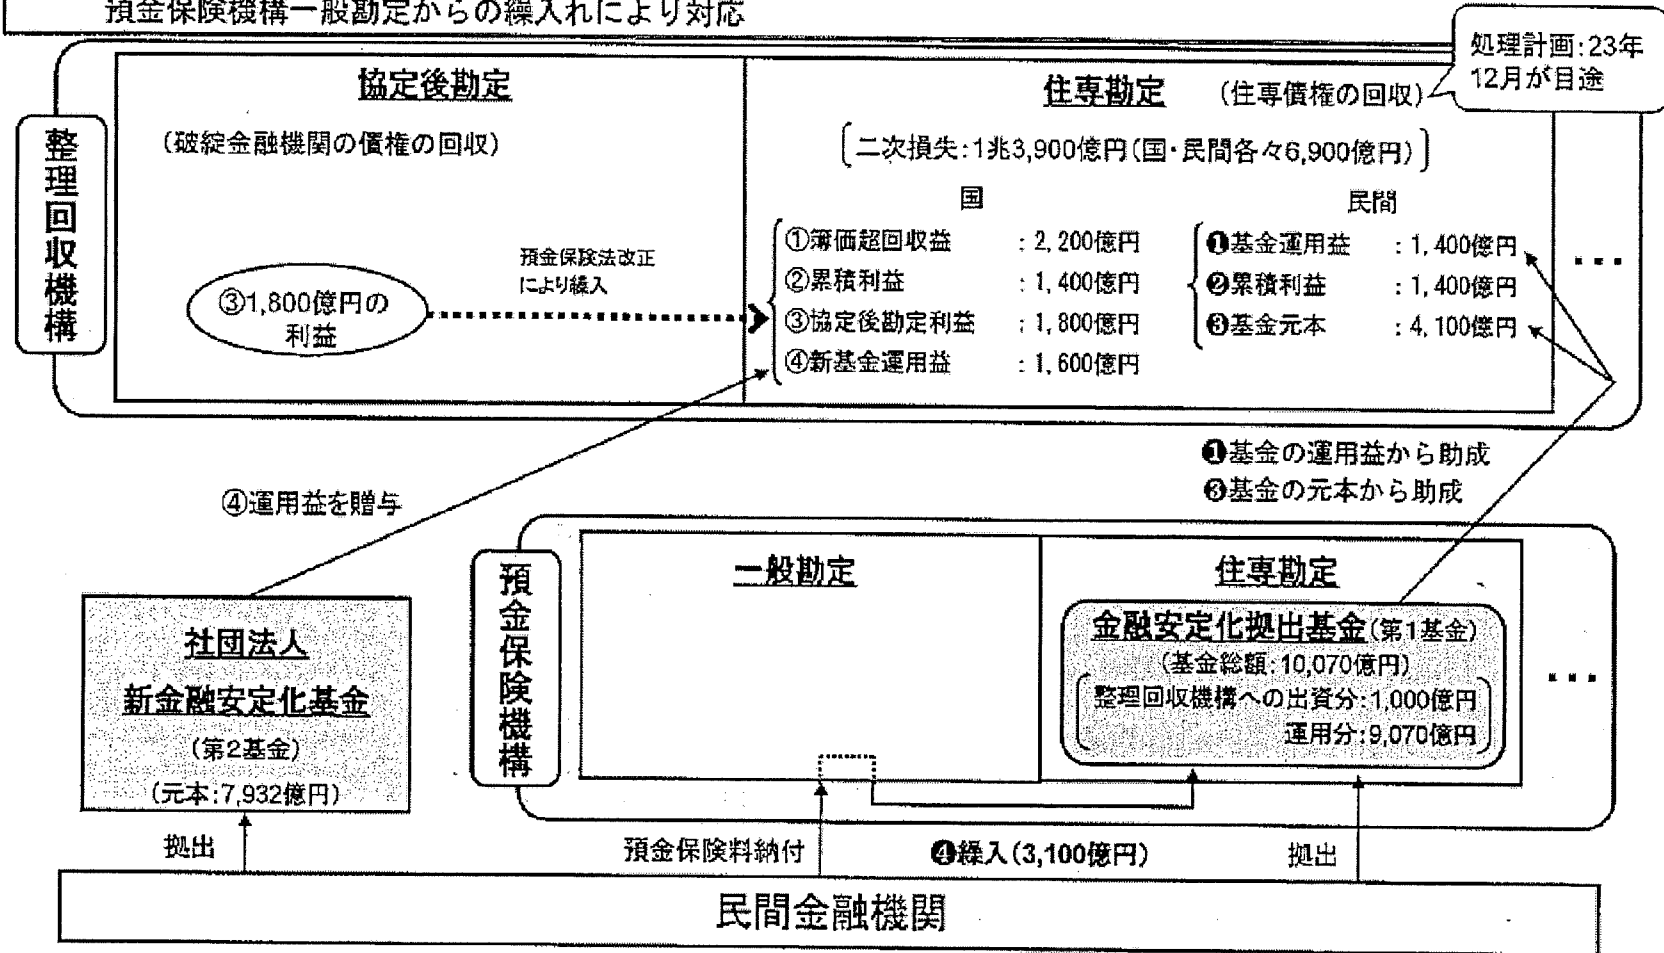 預金保険機構一般勘定からの繰入れにより対応
処理計画:23年
12月が目途
整理回収機構
協定後勘定
(破綻金融機関の債権の回収)
③1,800億円の
利益
預金保険法改正
により繰入
住専勘定 (住専債権の回収)
[二次損失:1兆3,900億円(国・民間各々6,900億円)]
国
①簿価超回収益 :2,200億円
②累積利益 :1,400億円
③協定後勘定利益 :1,800億円
④新基金運用益 :1,600億円
民間
❶基金運用益 :1,400億円
❷累積利益 :1,400億円
❸基金元本 :4,100億円
…
④運用益を贈与
❶基金の運用益から助成
❸基金の元本から助成
社団法人
新金融安定化基金
(第2基金)
(元本:7,932億円)
預金保険機構
一般勘定
住専勘定
金融安定化拠出基金(第1基金)
(基金総額:10,070億円)
[整理回収機構への出資分:1,000億円
運用分:9,070億円]
…
拠出
預金保険料納付
❹繰入(3,100億円)
拠出
民間金融機関